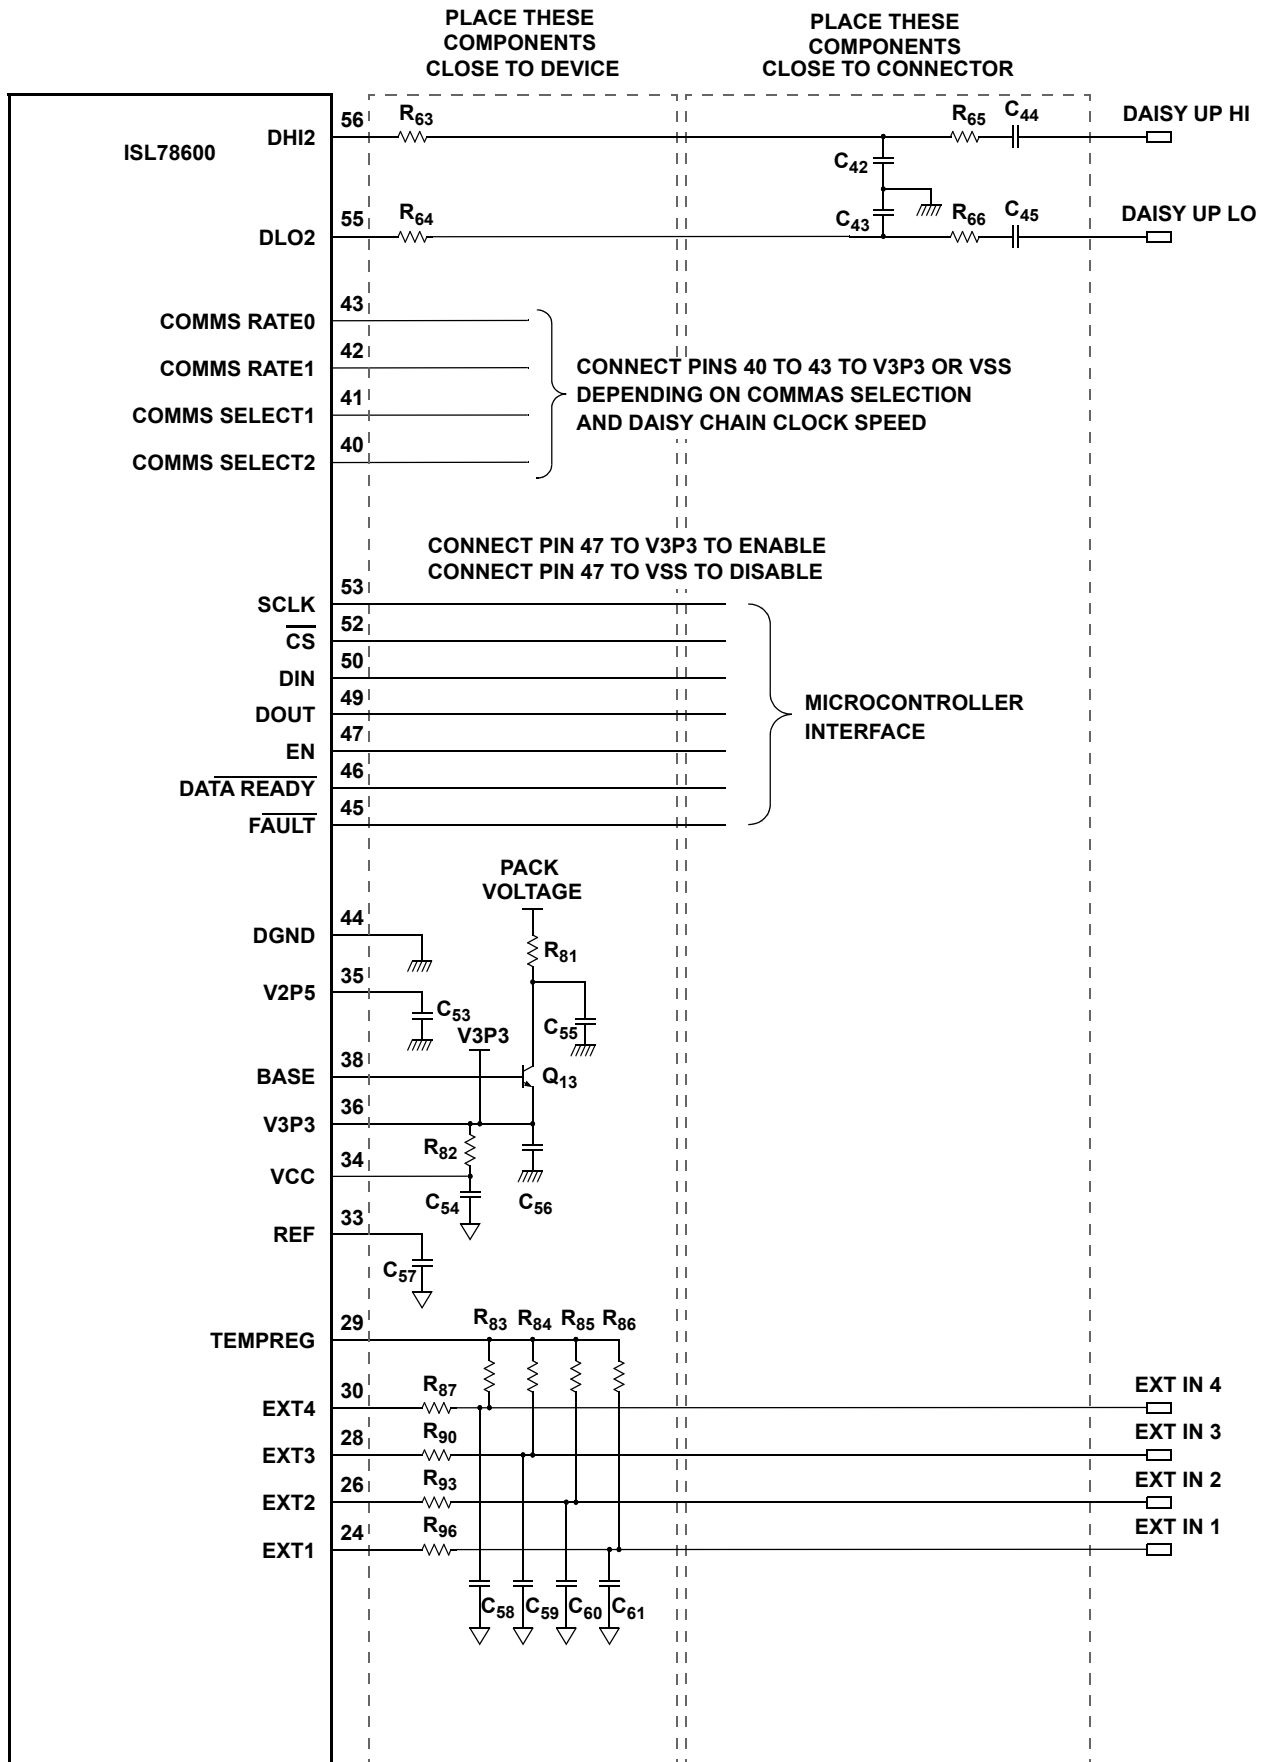 PLACE THESE
COMPONENTS
CLOSE TO DEVICE
PLACE THESE
COMPONENTS
CLOSE TO CONNECTOR
ISL78600
DHI2
56
R63
R65
C44
DAISY UP HI
C42
DLO2
55
R64
C43
R66
C45
DAISY UP LO
COMMS RATE0
43
COMMS RATE1
42
COMMS SELECT1
41
COMMS SELECT2
40
CONNECT PINS 40 TO 43 TO V3P3 OR VSS
DEPENDING ON COMMAS SELECTION
AND DAISY CHAIN CLOCK SPEED
CONNECT PIN 47 TO V3P3 TO ENABLE
CONNECT PIN 47 TO VSS TO DISABLE
SCLK
53
CS
52
DIN
50
DOUT
49
EN
47
DATA READY
46
FAULT
45
MICROCONTROLLER
INTERFACE
PACK
VOLTAGE
DGND
44
R81
V2P5
35
C53
V3P3
C55
BASE
38
Q13
V3P3
36
R82
VCC
34
C54
C56
REF
33
C57
TEMPREG
29
R83
R84
R85
R86
EXT4
30
R87
EXT IN 4
EXT3
28
R90
EXT IN 3
EXT2
26
R93
EXT IN 2
EXT1
24
R96
EXT IN 1
C58
C59
C60
C61